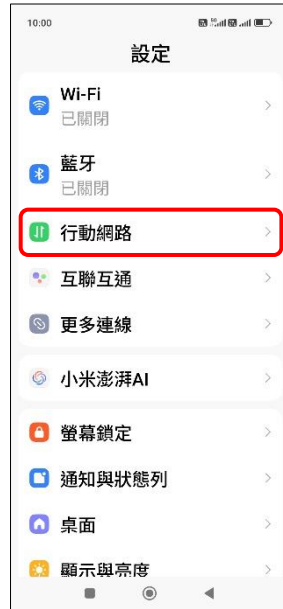 10:00
設定
Wi-Fi
已關閉
藍牙
已關閉
行動網路
互聯互通
更多連線
小米澎湃AI
螢幕鎖定
通知與狀態列
桌面
顯示與亮度